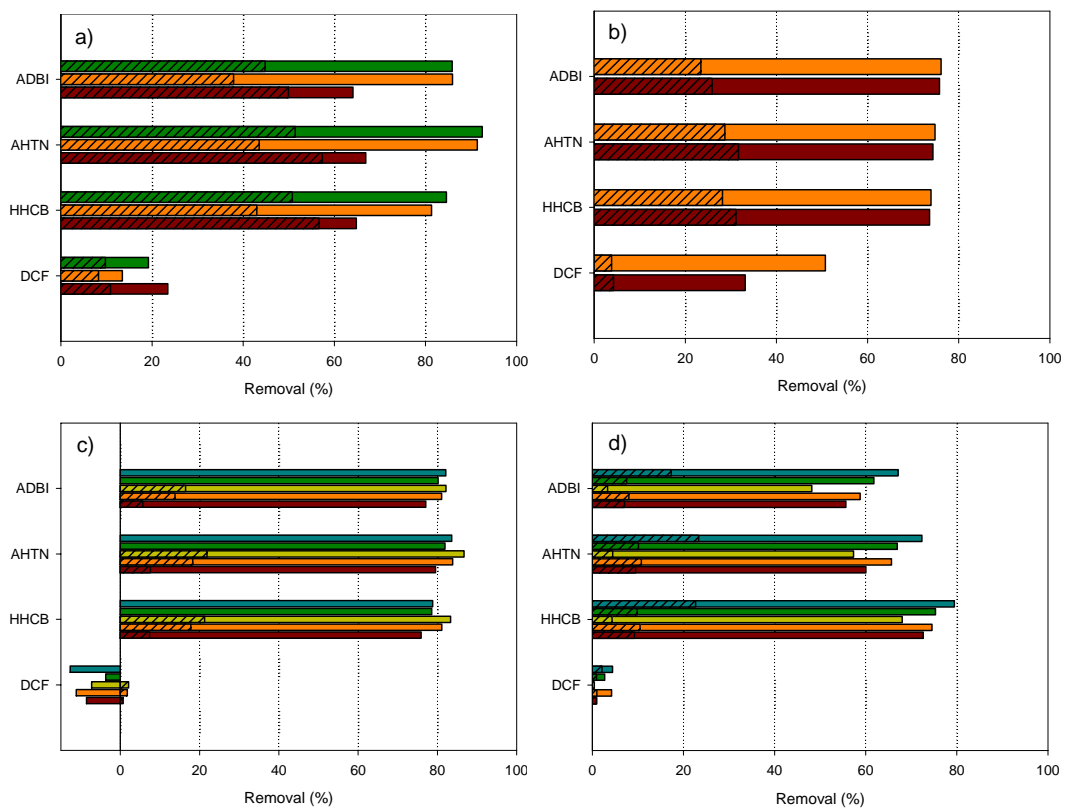 a)
ADBI
AHTN
HHCB
DCF
0 20 40 60 80 100
Removal (%)
b)
ADBI
AHTN
HHCB
DCF
0 20 40 60 80 100
Removal (%)
c)
ADBI
AHTN
HHCB
DCF
0 20 40 60 80 100
Removal (%)
d)
ADBI
AHTN
HHCB
DCF
0 20 40 60 80 100
Removal (%)